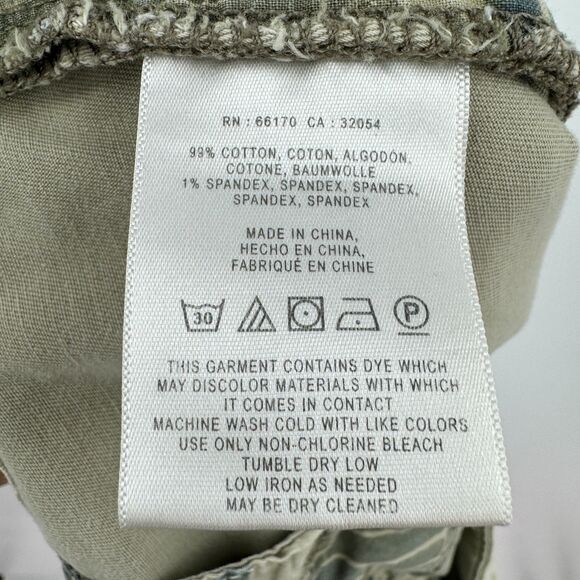 RN : 66170 CA : 32054
99% COTTON, COTON, ALGODÓN,
COTONE, BAUMWOLLE
1% SPANDEX, SPANDEX, SPANDEX,
SPANDEX, SPANDEX
MADE IN CHINA,
HECHO EN CHINA,
FABRIQUÉ EN CHINE
30 P
THIS GARMENT CONTAINS DYE WHICH
MAY DISCOLOR MATERIALS WITH WHICH
IT COMES IN CONTACT
MACHINE WASH COLD WITH LIKE COLORS
USE ONLY NON-CHLORINE BLEACH
TUMBLE DRY LOW
LOW IRON AS NEEDED
MAY BE DRY CLEANED